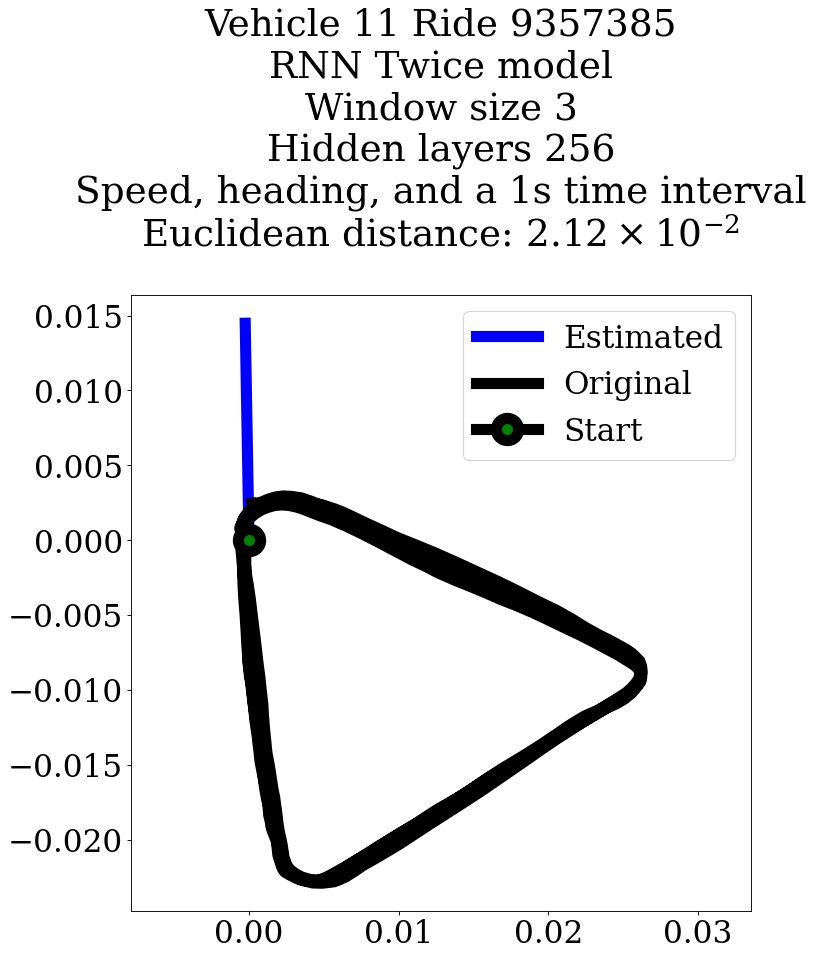 Vehicle 11 Ride 9357385
RNN Twice model
Window size 3
Hidden layers 256
Speed, heading, and a 1s time interval
Euclidean distance: 2.12 × 10⁻²
Estimated
Original
Start
0.015
0.010
0.005
0.000
−0.005
−0.010
−0.015
−0.020
0.00 0.01 0.02 0.03